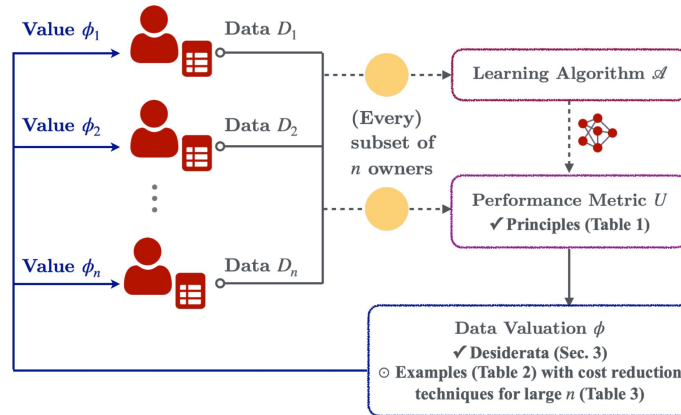 Value ϕ₁
Data D₁
Learning Algorithm 𝒜
Value ϕ₂
Data D₂
(Every)
subset of
n owners
Performance Metric U
✓ Principles (Table 1)
Value ϕₙ
Data Dₙ
Data Valuation ϕ
✓ Desiderata (Sec. 3)
⊙ Examples (Table 2) with cost reduction
techniques for large n (Table 3)